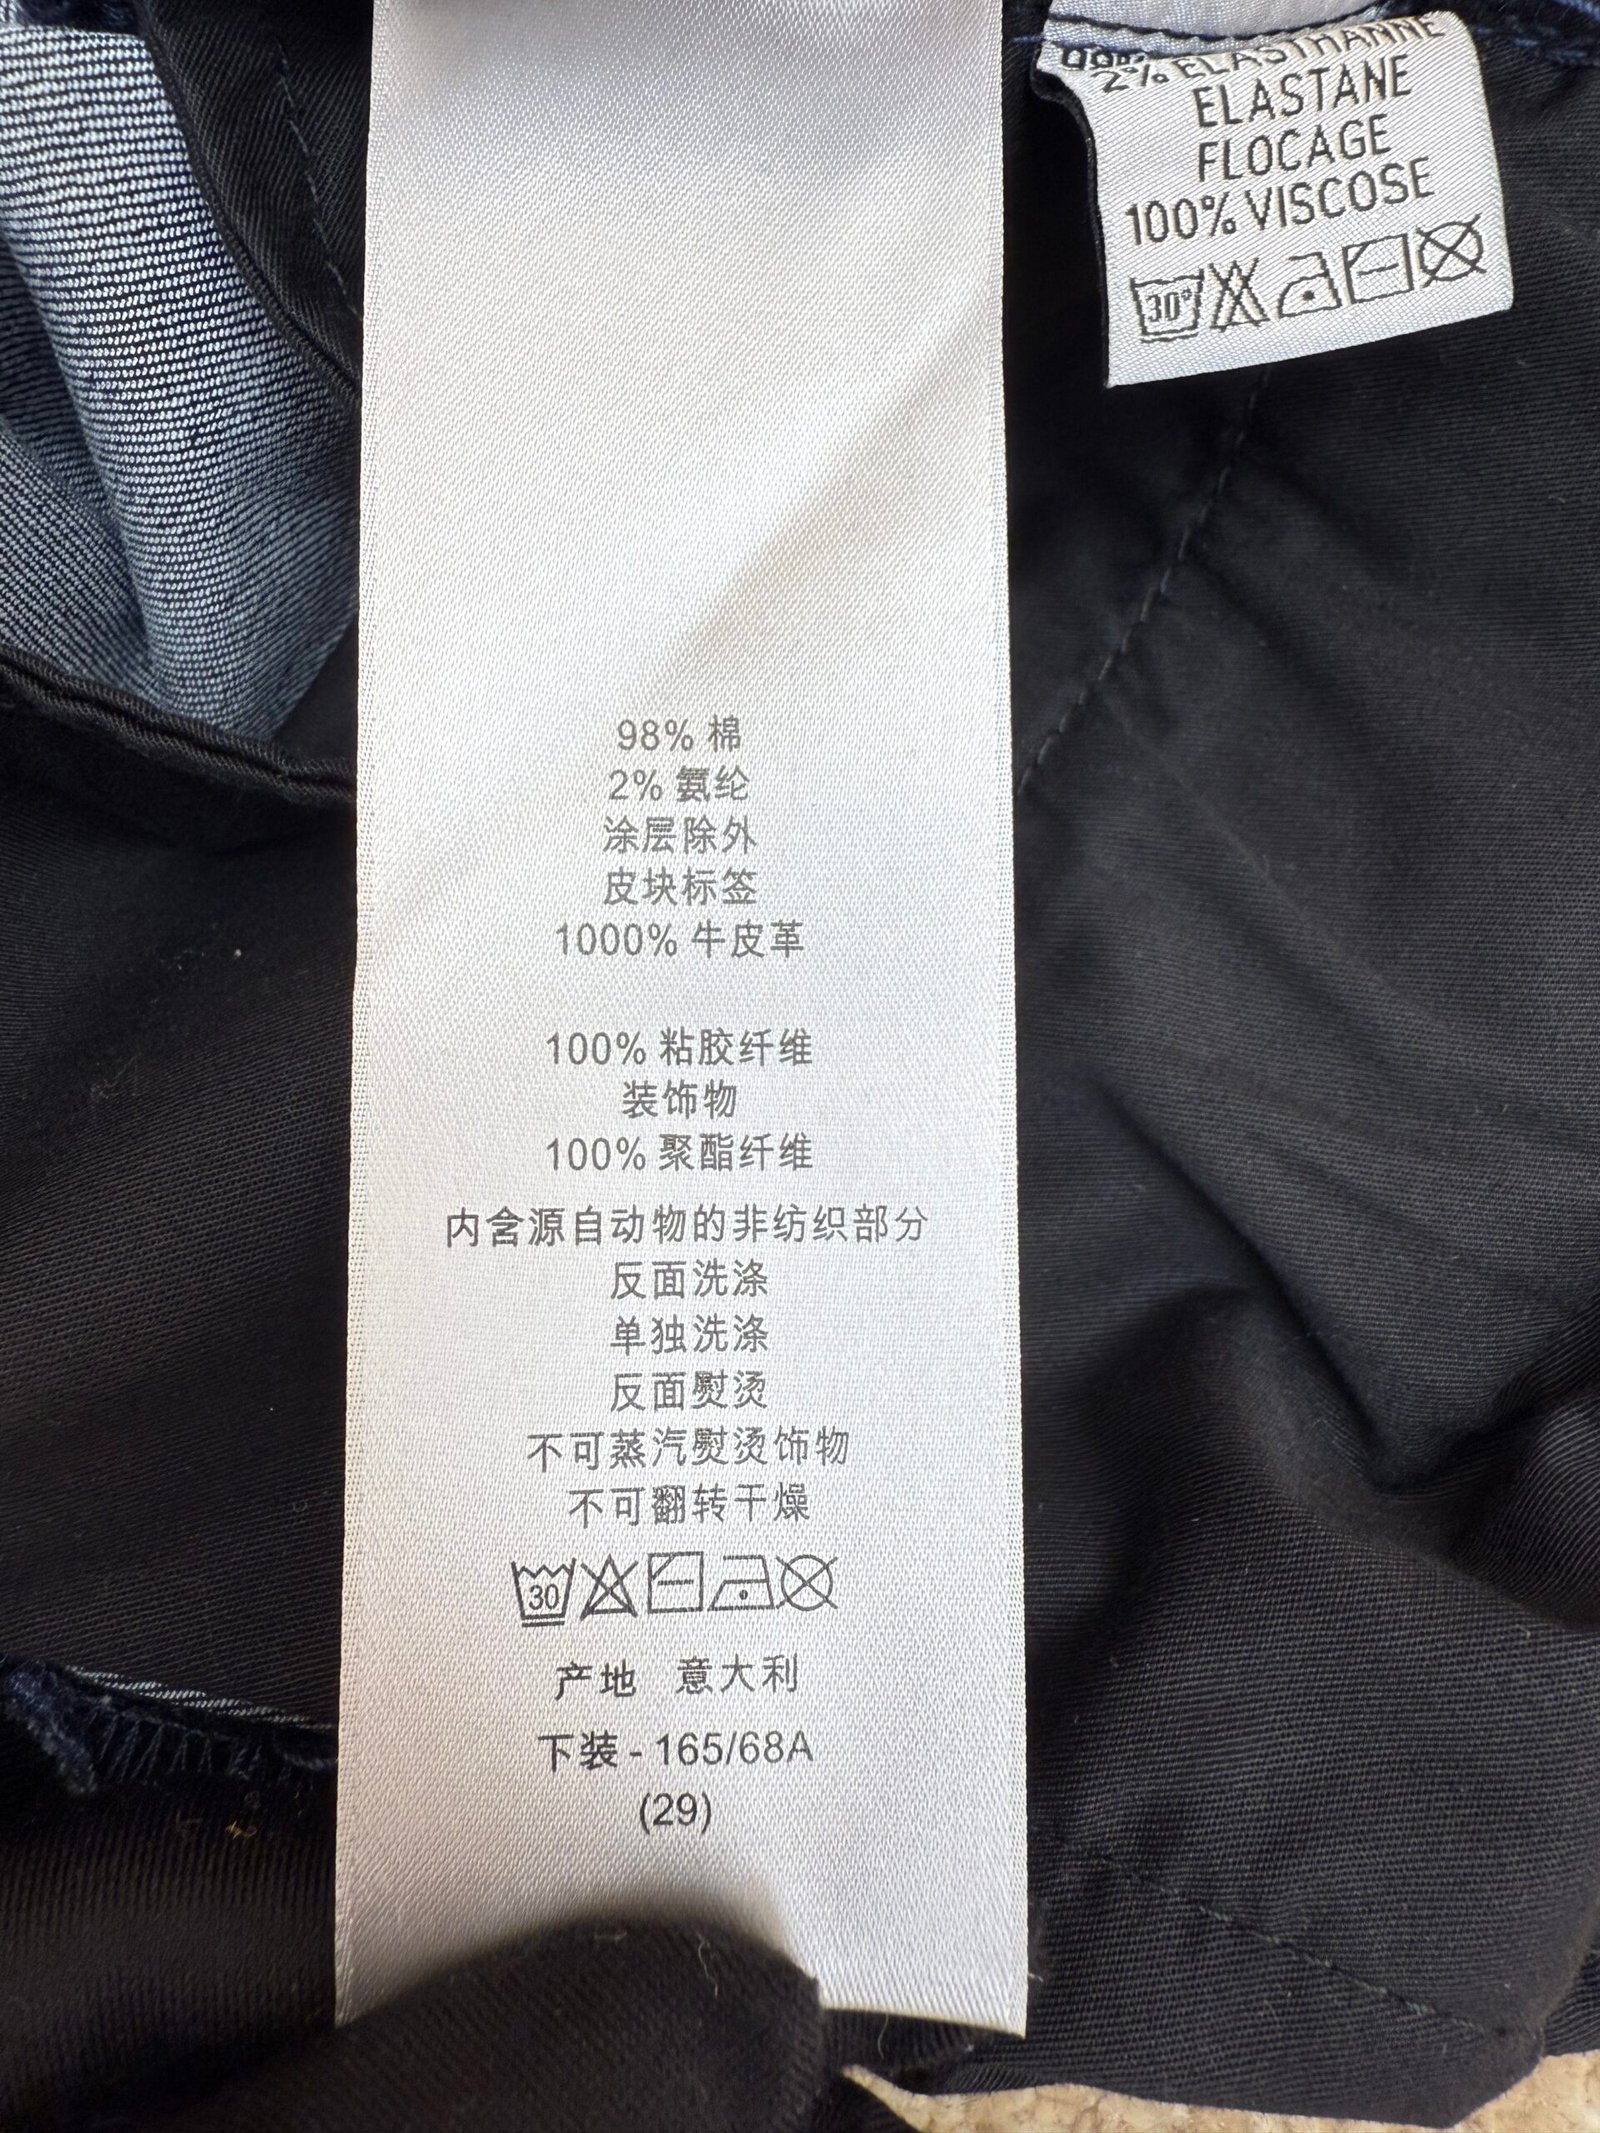 98% 棉
2% 氨纶
涂层除外
皮块标签
1000% 牛皮革
100% 粘胶纤维
装饰物
100% 聚酯纤维
内含源自动物的非纺织部分
反面洗涤
单独洗涤
反面熨烫
不可蒸汽熨烫饰物
不可翻转干燥
30
产地 意大利
下装 - 165/68A
(29)
2% ELASTHANNE
ELASTANE
FLOCAGE
100% VISCOSE
30°